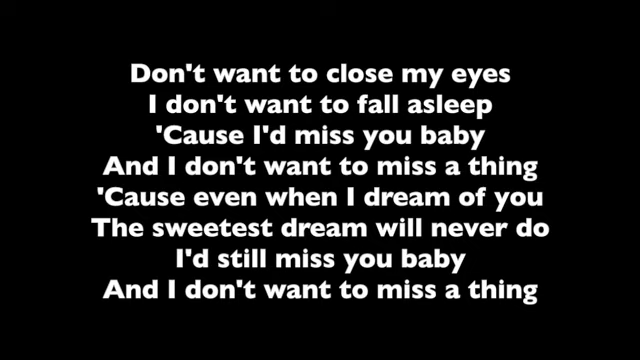 Don't want to close my eyes
I don't want to fall asleep
'Cause I'd miss you baby
And I don't want to miss a thing
'Cause even when I dream of you
The sweetest dream will never do
I'd still miss you baby
And I don't want to miss a thing